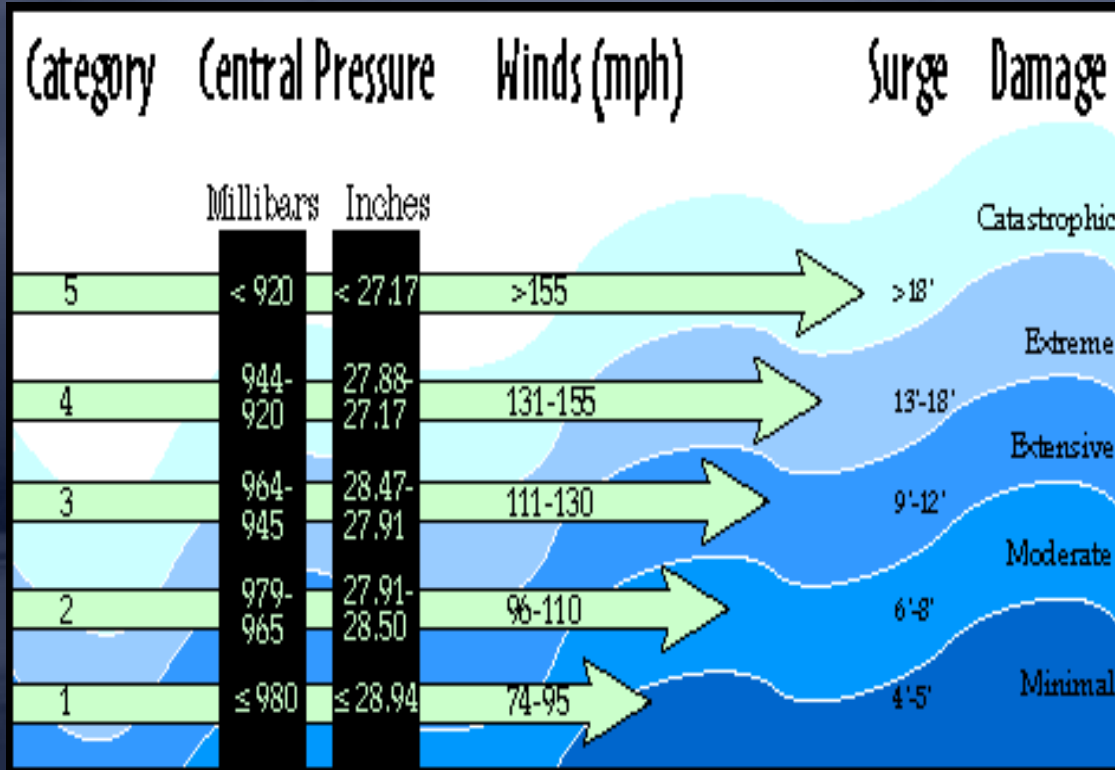 Category Central Pressure Winds (mph) Surge Damage
Millibars Inches
Catastrophic
5 < 920 < 27.17 >155 >18'
Extreme
4 944-920 27.88-27.17 131-155 13'-18'
Extensive
3 964-945 28.47-27.91 111-130 9'-12'
Moderate
2 979-965 27.91-28.50 96-110 6'-8'
Minimal
1 ≤ 980 ≤ 28.94 74-95 4'-5'